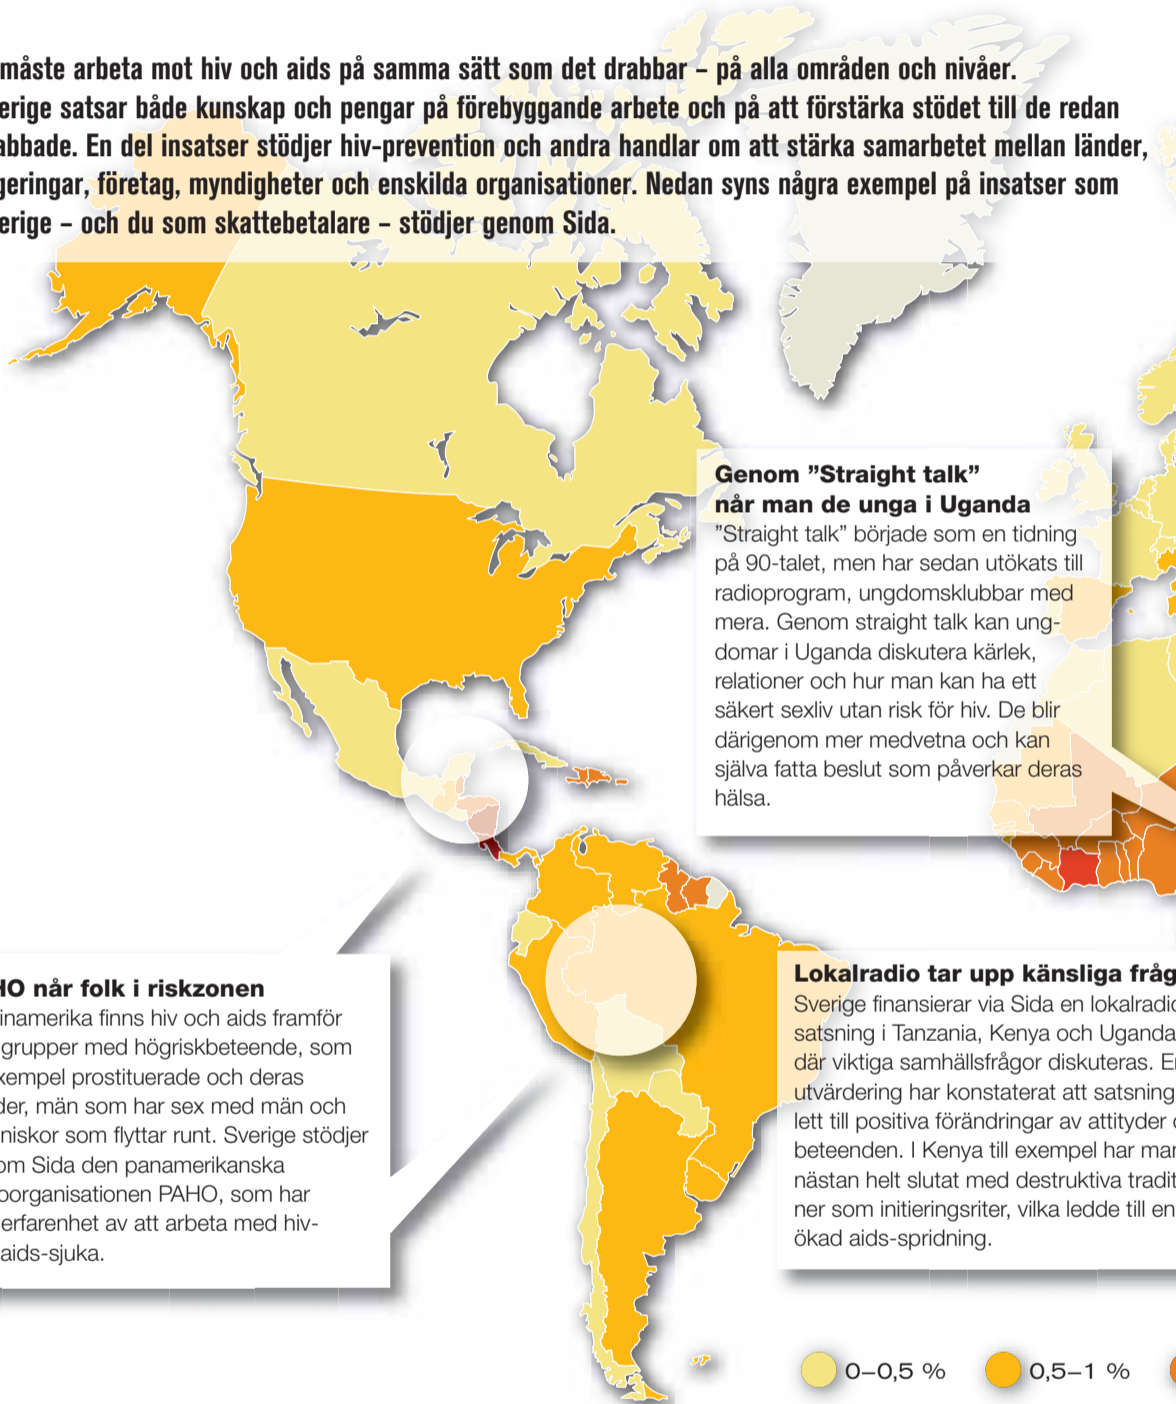 måste arbeta mot hiv och aids på samma sätt som det drabbar – på alla områden och nivåer.
erige satsar både kunskap och pengar på förebyggande arbete och på att förstärka stödet till de redan
abbade. En del insatser stödjer hiv-prevention och andra handlar om att stärka samarbetet mellan länder,
geringar, företag, myndigheter och enskilda organisationer. Nedan syns några exempel på insatser som
erige – och du som skattebetalare – stödjer genom Sida.
Genom ”Straight talk”
når man de unga i Uganda
”Straight talk” började som en tidning
på 90-talet, men har sedan utökats till
radioprogram, ungdomsklubbar med
mera. Genom straight talk kan ung-
domar i Uganda diskutera kärlek,
relationer och hur man kan ha ett
säkert sexliv utan risk för hiv. De blir
därigenom mer medvetna och kan
själva fatta beslut som påverkar deras
hälsa.
HO når folk i riskzonen
inamerika finns hiv och aids framför
grupper med högriskbeteende, som
xempel prostituerade och deras
der, män som har sex med män och
niskor som flyttar runt. Sverige stödjer
om Sida den panamerikanska
oorganisationen PAHO, som har
erfarenhet av att arbeta med hiv-
aids-sjuka.
Lokalradio tar upp känsliga fråg
Sverige finansierar via Sida en lokalradio
satsning i Tanzania, Kenya och Uganda
där viktiga samhällsfrågor diskuteras. E
utvärdering har konstaterat att satsning
lett till positiva förändringar av attityder
beteenden. I Kenya till exempel har man
nästan helt slutat med destruktiva tradit
ner som initieringsriter, vilka ledde till en
ökad aids-spridning.
0–0,5 %
0,5–1 %